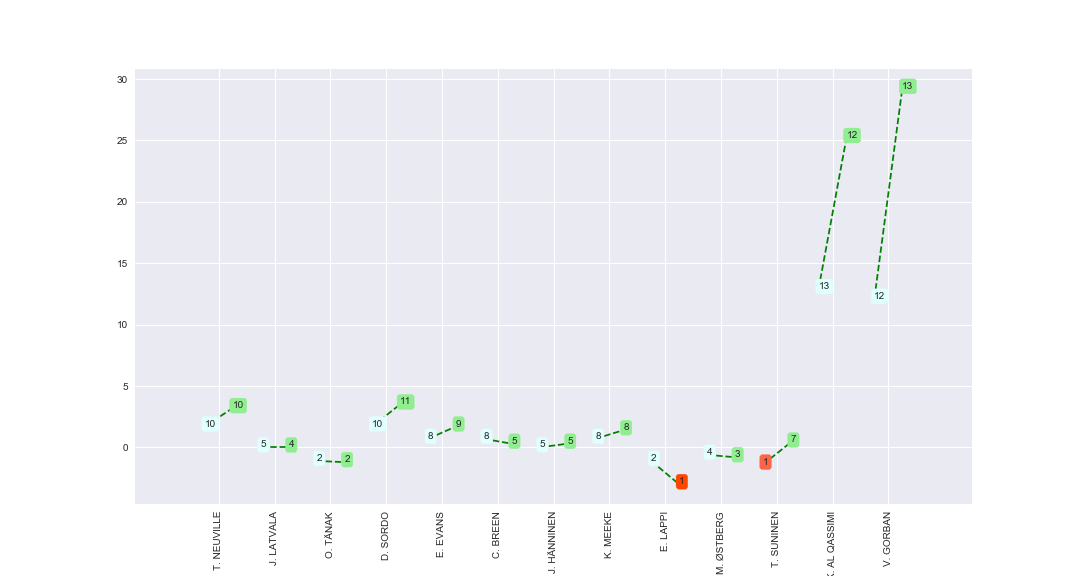 30
25
20
15
10
5
0
10
10
5
4
2
2
10
11
8
9
8
5
5
5
8
8
2
1
4
3
1
7
13
12
12
13
T. NEUVILLE
J. LATVALA
O. TÄNAK
D. SORDO
E. EVANS
C. BREEN
J. HÄNNINEN
K. MEEKE
E. LAPPI
M. ØSTBERG
T. SUNINEN
AL QASSIMI
V. GORBAN